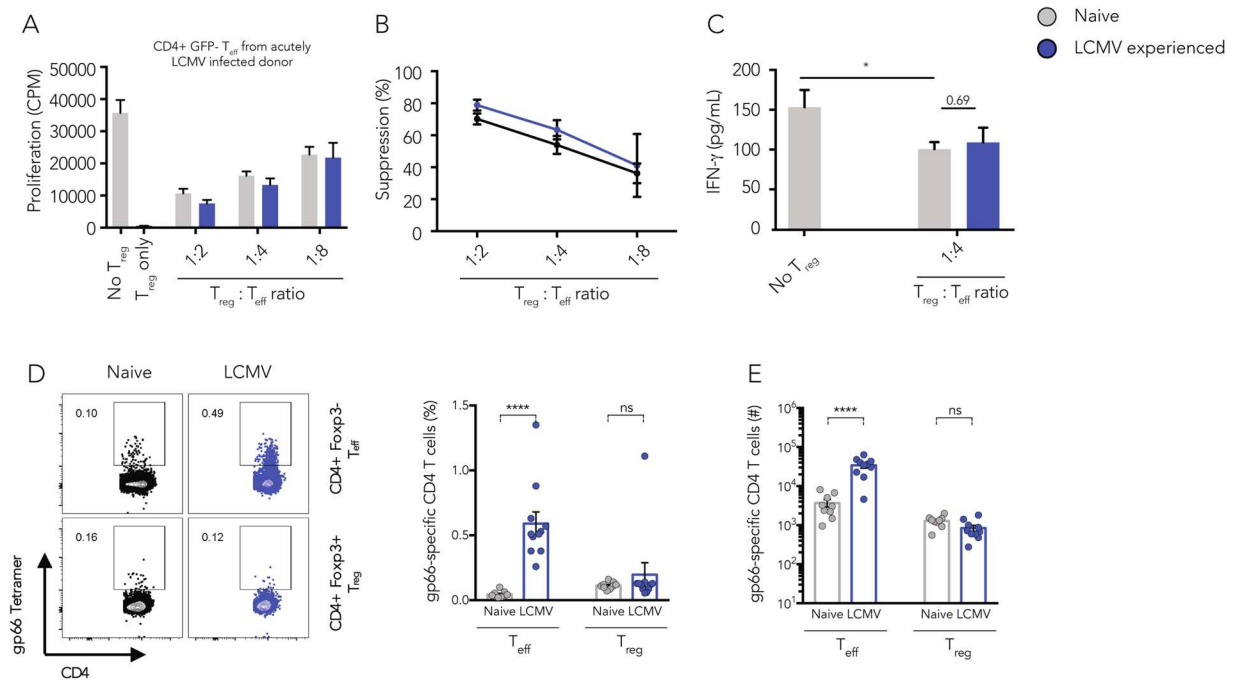 Naive
LCMV experienced
A
CD4+ GFP- Teff from acutely
LCMV infected donor
Proliferation (CPM)
50000
40000
30000
20000
10000
0
No Treg
Treg only
1:2
1:4
1:8
Treg : Teff ratio
B
Suppression (%)
100
80
60
40
20
0
1:2
1:4
1:8
Treg : Teff ratio
C
IFN-γ (pg/mL)
200
150
100
50
0
*
0.69
No Treg
1:4
Treg : Teff ratio
D
Naive
LCMV
0.10
0.49
CD4+ Foxp3-
Teff
0.16
0.12
CD4+ Foxp3+
Treg
gp66 Tetramer
CD4
gp66-specific CD4 T cells (%)
1.5
1.0
0.5
0.0
****
ns
Naive LCMV
Naive LCMV
Teff
Treg
E
gp66-specific CD4 T cells (#)
10⁶
10⁵
10⁴
10³
10²
10¹
****
ns
Naive LCMV
Naive LCMV
Teff
Treg